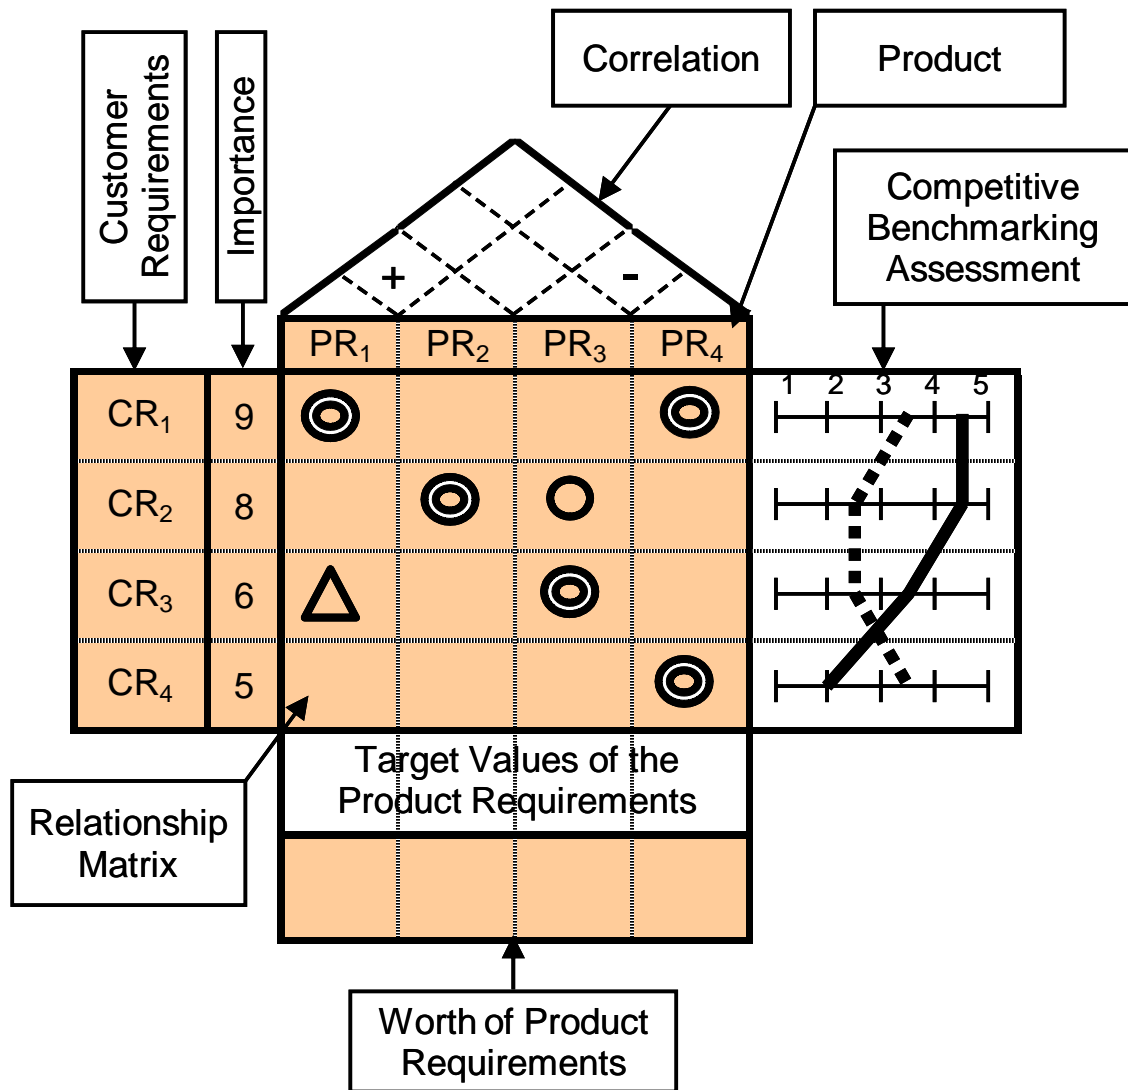 Customer
Requirements
Importance
Correlation
Product
Competitive
Benchmarking
Assessment
+ -
PR1 PR2 PR3 PR4
1 2 3 4 5
CR1 9
CR2 8
CR3 6
CR4 5
Target Values of the
Product Requirements
Relationship
Matrix
Worth of Product
Requirements